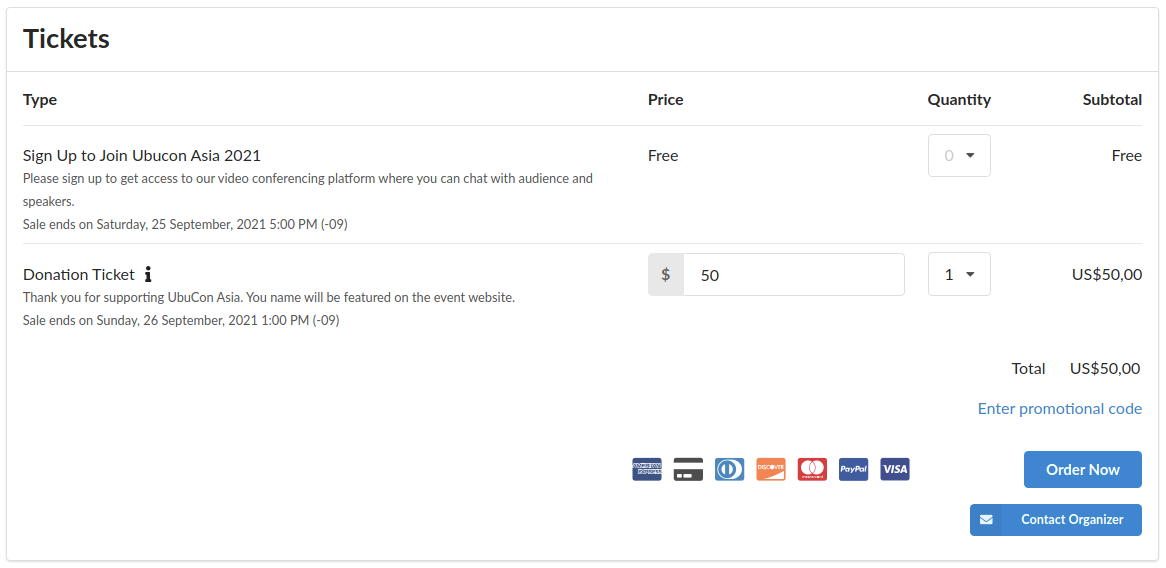 Tickets
Type Price Quantity Subtotal
Sign Up to Join Ubucon Asia 2021 Free 0 Free
Please sign up to get access to our video conferencing platform where you can chat with audience and
speakers.
Sale ends on Saturday, 25 September, 2021 5:00 PM (-09)
Donation Ticket $ 50 1 US$50,00
Thank you for supporting UbuCon Asia. You name will be featured on the event website.
Sale ends on Sunday, 26 September, 2021 1:00 PM (-09)
Total US$50,00
Enter promotional code
AMERICAN EXPRESS DISCOVER mastercard PayPal VISA Order Now
Contact Organizer